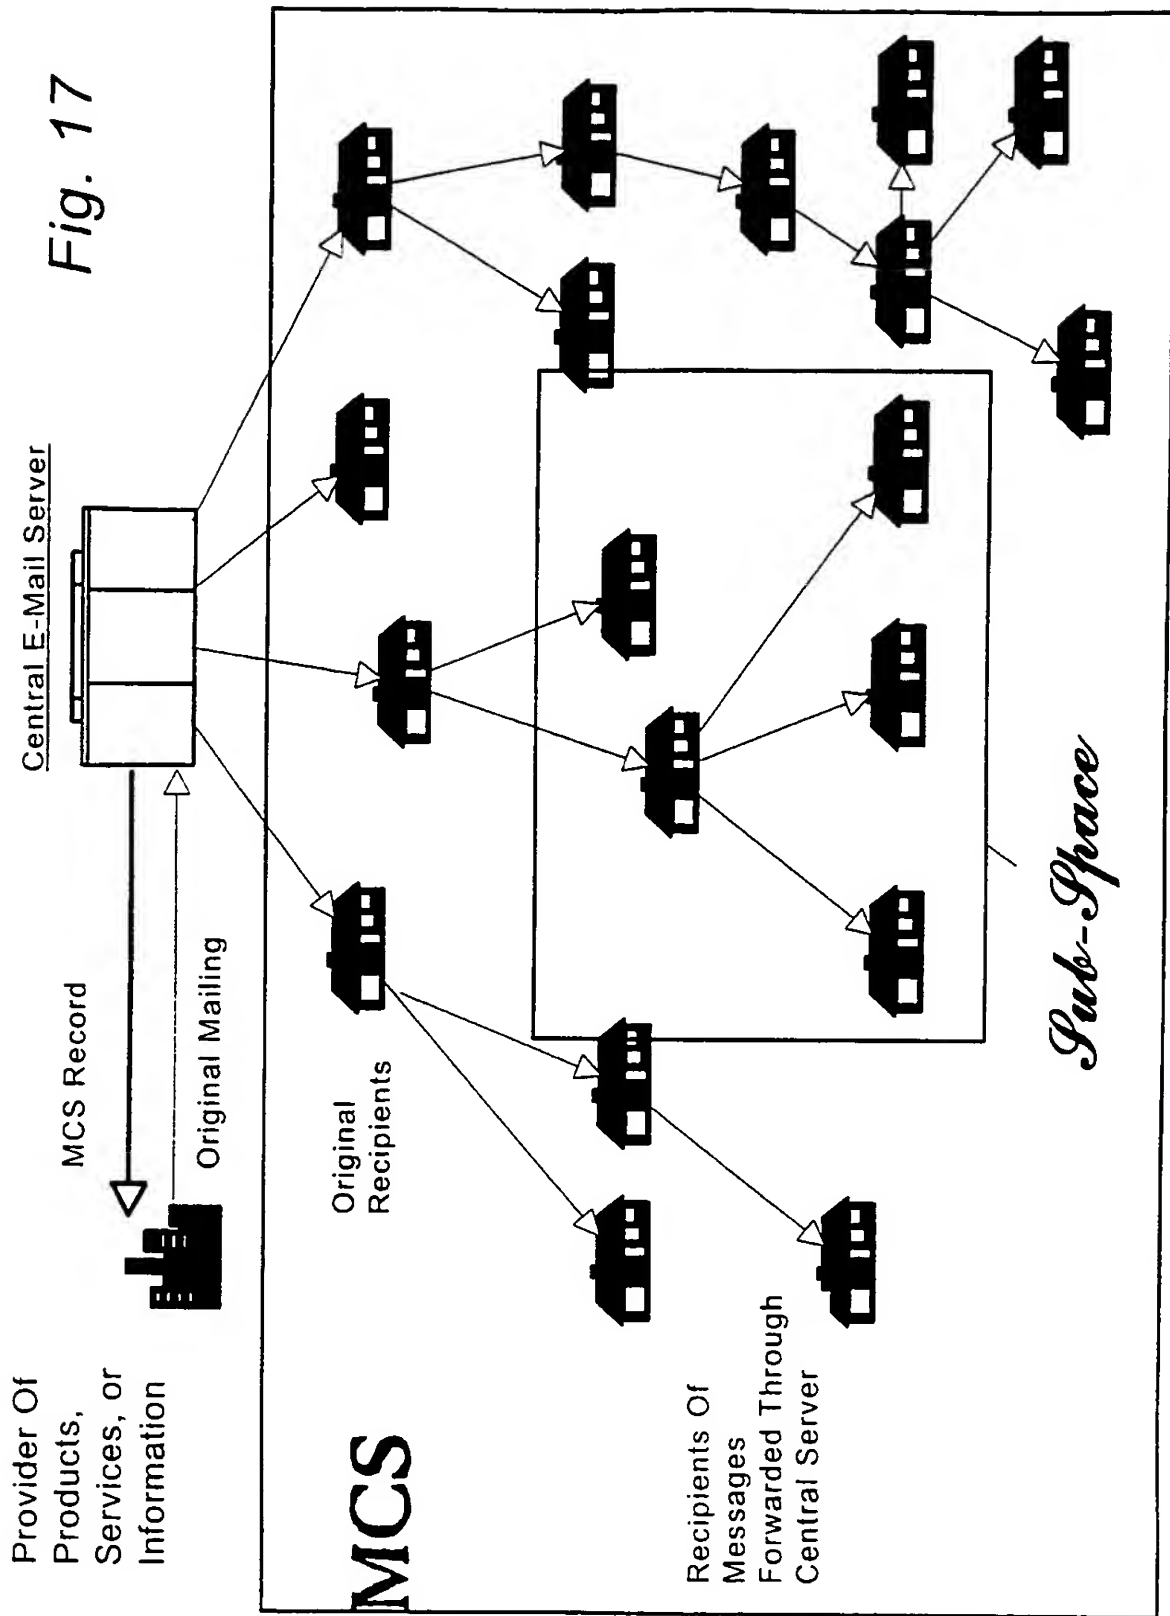 Fig. 17
Provider Of
Products,
Services, or
Information
MCS Record
Original Mailing
Central E-Mail Server
MCS
Original
Recipients
Recipients Of
Messages
Forwarded Through
Central Server
Sub-Space